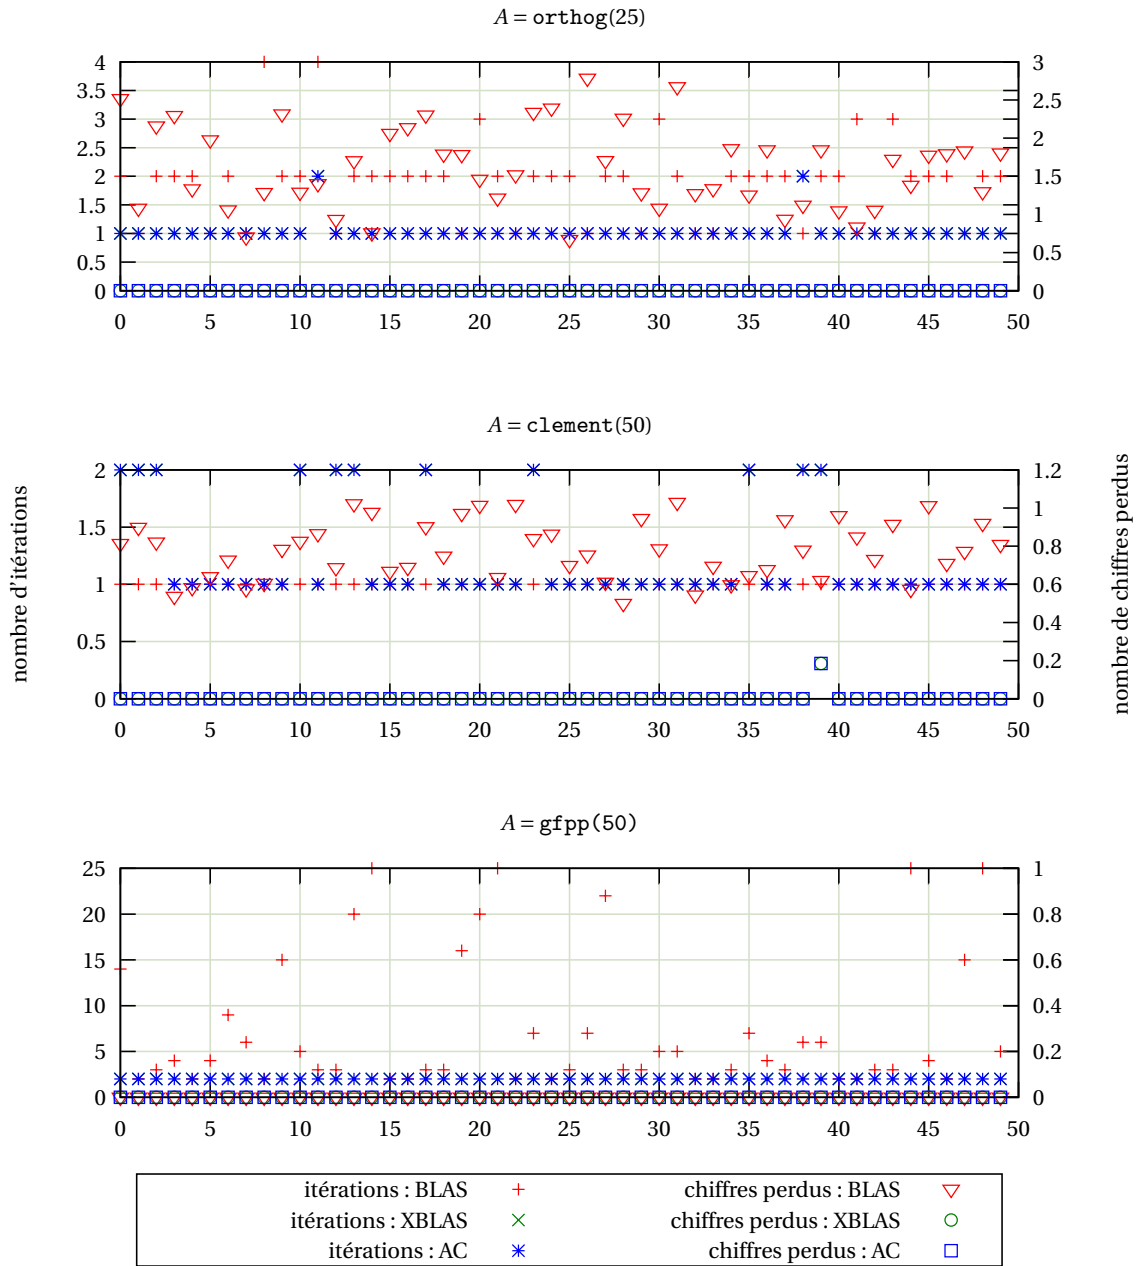 A = orthog(25)
4 3
3.5 2.5
3 2
2.5
2 1.5
1.5 1
1
0.5 0.5
0 0
0 5 10 15 20 25 30 35 40 45 50
A = clement(50)
2 1.2
1
1.5 0.8
1 0.6
0.4
0.5 0.2
0 0
0 5 10 15 20 25 30 35 40 45 50
nombre d'itérations
nombre de chiffres perdus
A = gfpp(50)
25 1
20 0.8
15 0.6
10 0.4
5 0.2
0 0
0 5 10 15 20 25 30 35 40 45 50
itérations : BLAS chiffres perdus : BLAS
itérations : XBLAS chiffres perdus : XBLAS
itérations : AC chiffres perdus : AC